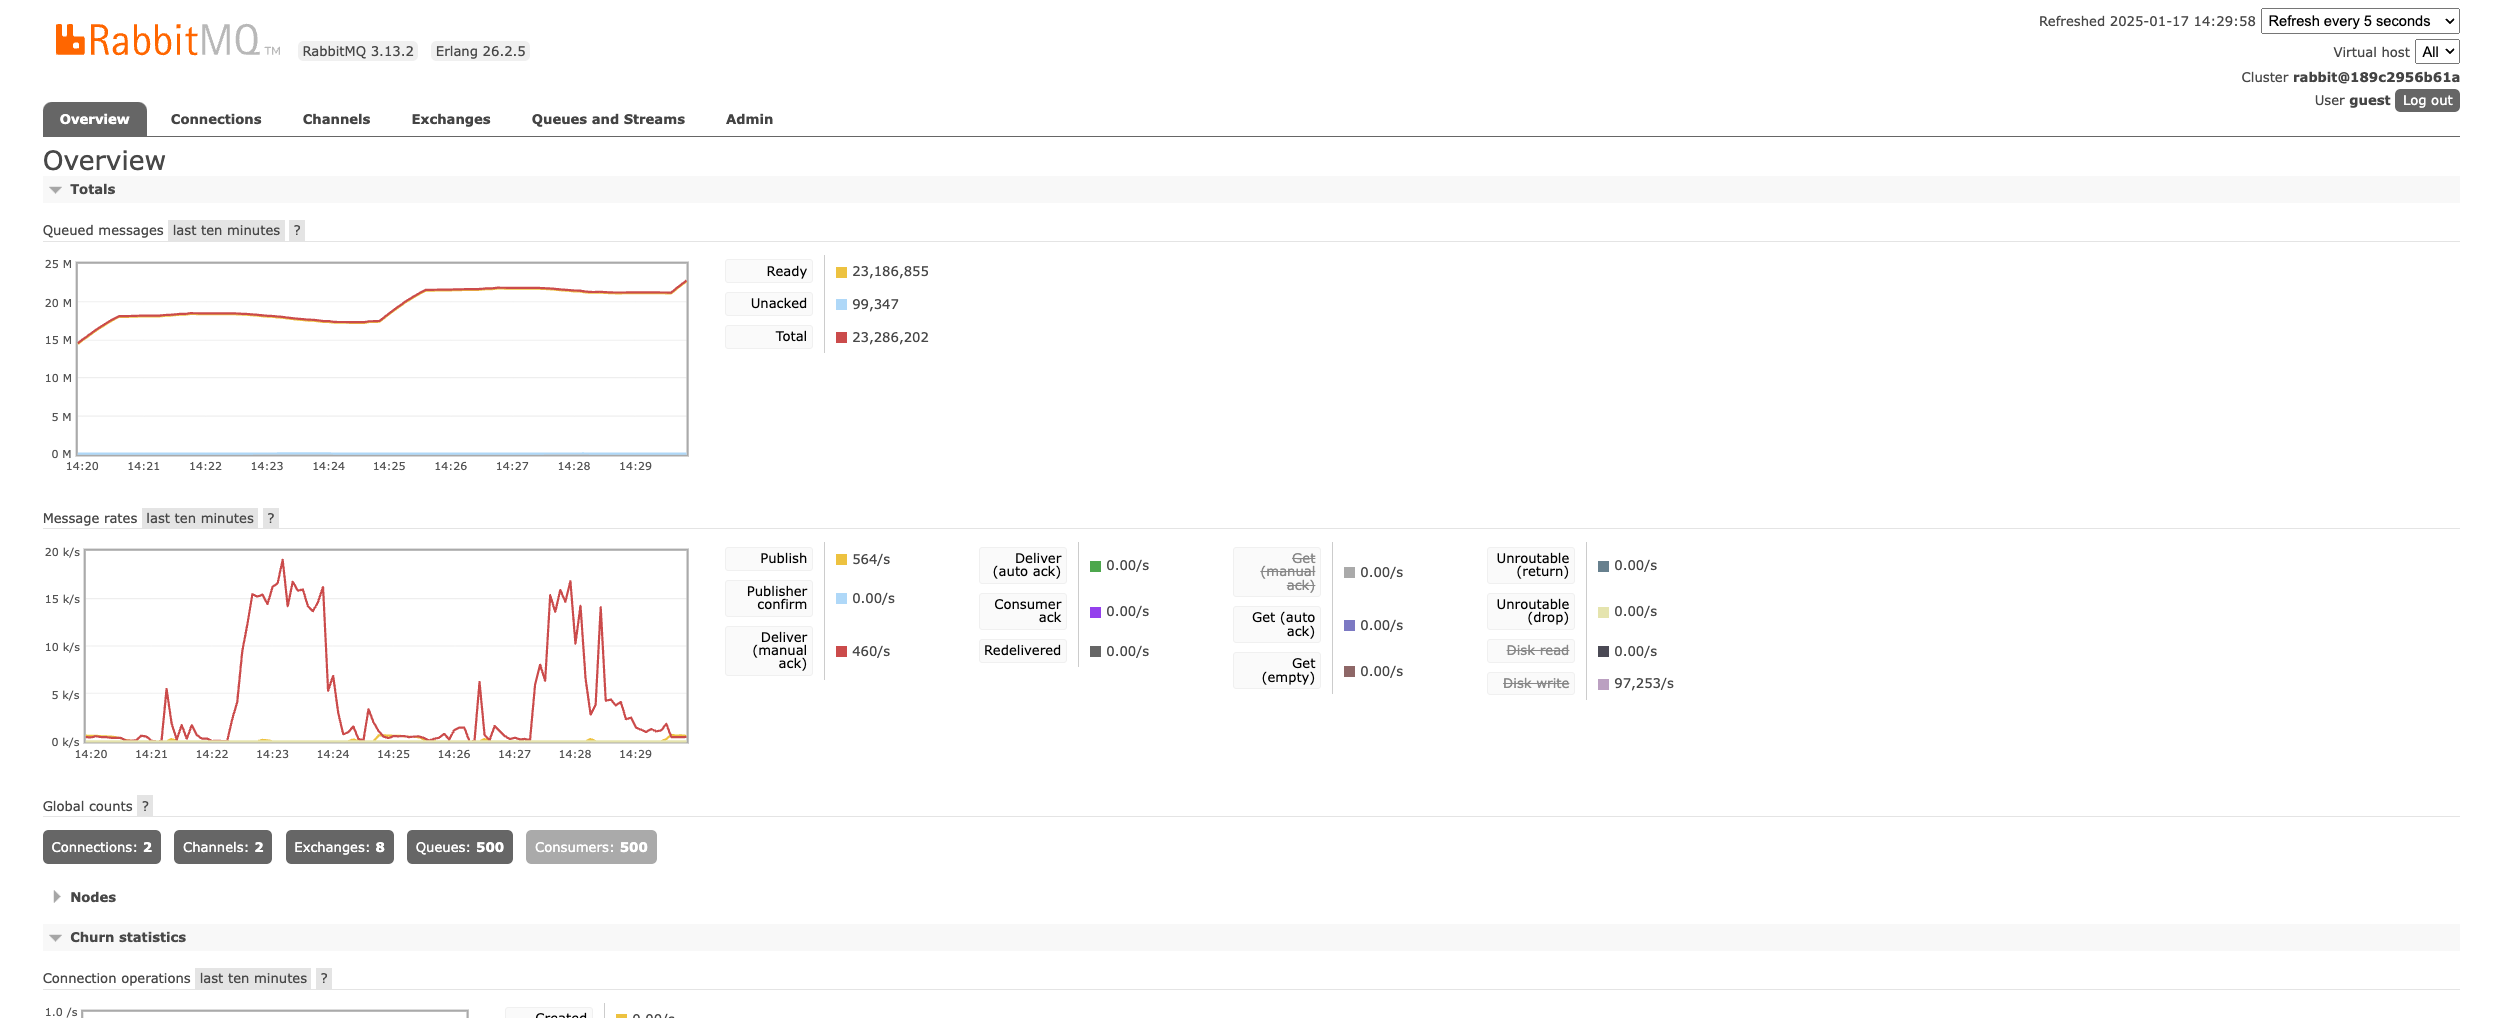 RabbitMQ TM RabbitMQ 3.13.2 Erlang 26.2.5
Refreshed 2025-01-17 14:29:58 Refresh every 5 seconds
Virtual host All
Cluster rabbit@189c2956b61a
User guest Log out
Overview Connections Channels Exchanges Queues and Streams Admin
Overview
Totals
Queued messages last ten minutes ?
25 M
20 M
15 M
10 M
5 M
0 M
14:20 14:21 14:22 14:23 14:24 14:25 14:26 14:27 14:28 14:29
Ready 23,186,855
Unacked 99,347
Total 23,286,202
Message rates last ten minutes ?
20 k/s
15 k/s
10 k/s
5 k/s
0 k/s
14:20 14:21 14:22 14:23 14:24 14:25 14:26 14:27 14:28 14:29
Publish 564/s
Publisher
confirm 0.00/s
Deliver
(manual
ack) 460/s
Deliver
(auto ack) 0.00/s
Consumer
ack 0.00/s
Redelivered 0.00/s
Get
(manual
ack) 0.00/s
Get (auto
ack) 0.00/s
Get
(empty) 0.00/s
Unroutable
(return) 0.00/s
Unroutable
(drop) 0.00/s
Disk read 0.00/s
Disk write 97,253/s
Global counts ?
Connections: 2 Channels: 2 Exchanges: 8 Queues: 500 Consumers: 500
Nodes
Churn statistics
Connection operations last ten minutes ?
1.0 /s
Created 0.00/s